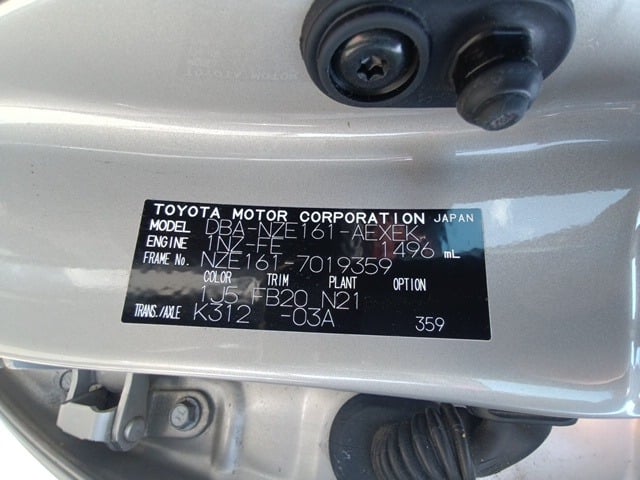 TOYOTA MOTOR CORPORATION JAPAN
MODEL DBA-NZE161-AEXEK
ENGINE 1NZ-FE 1496 mL
FRAME No. NZE161-7019359
COLOR TRIM PLANT OPTION
1J5 FB20 N21
TRANS./AXLE K312 -03A 359